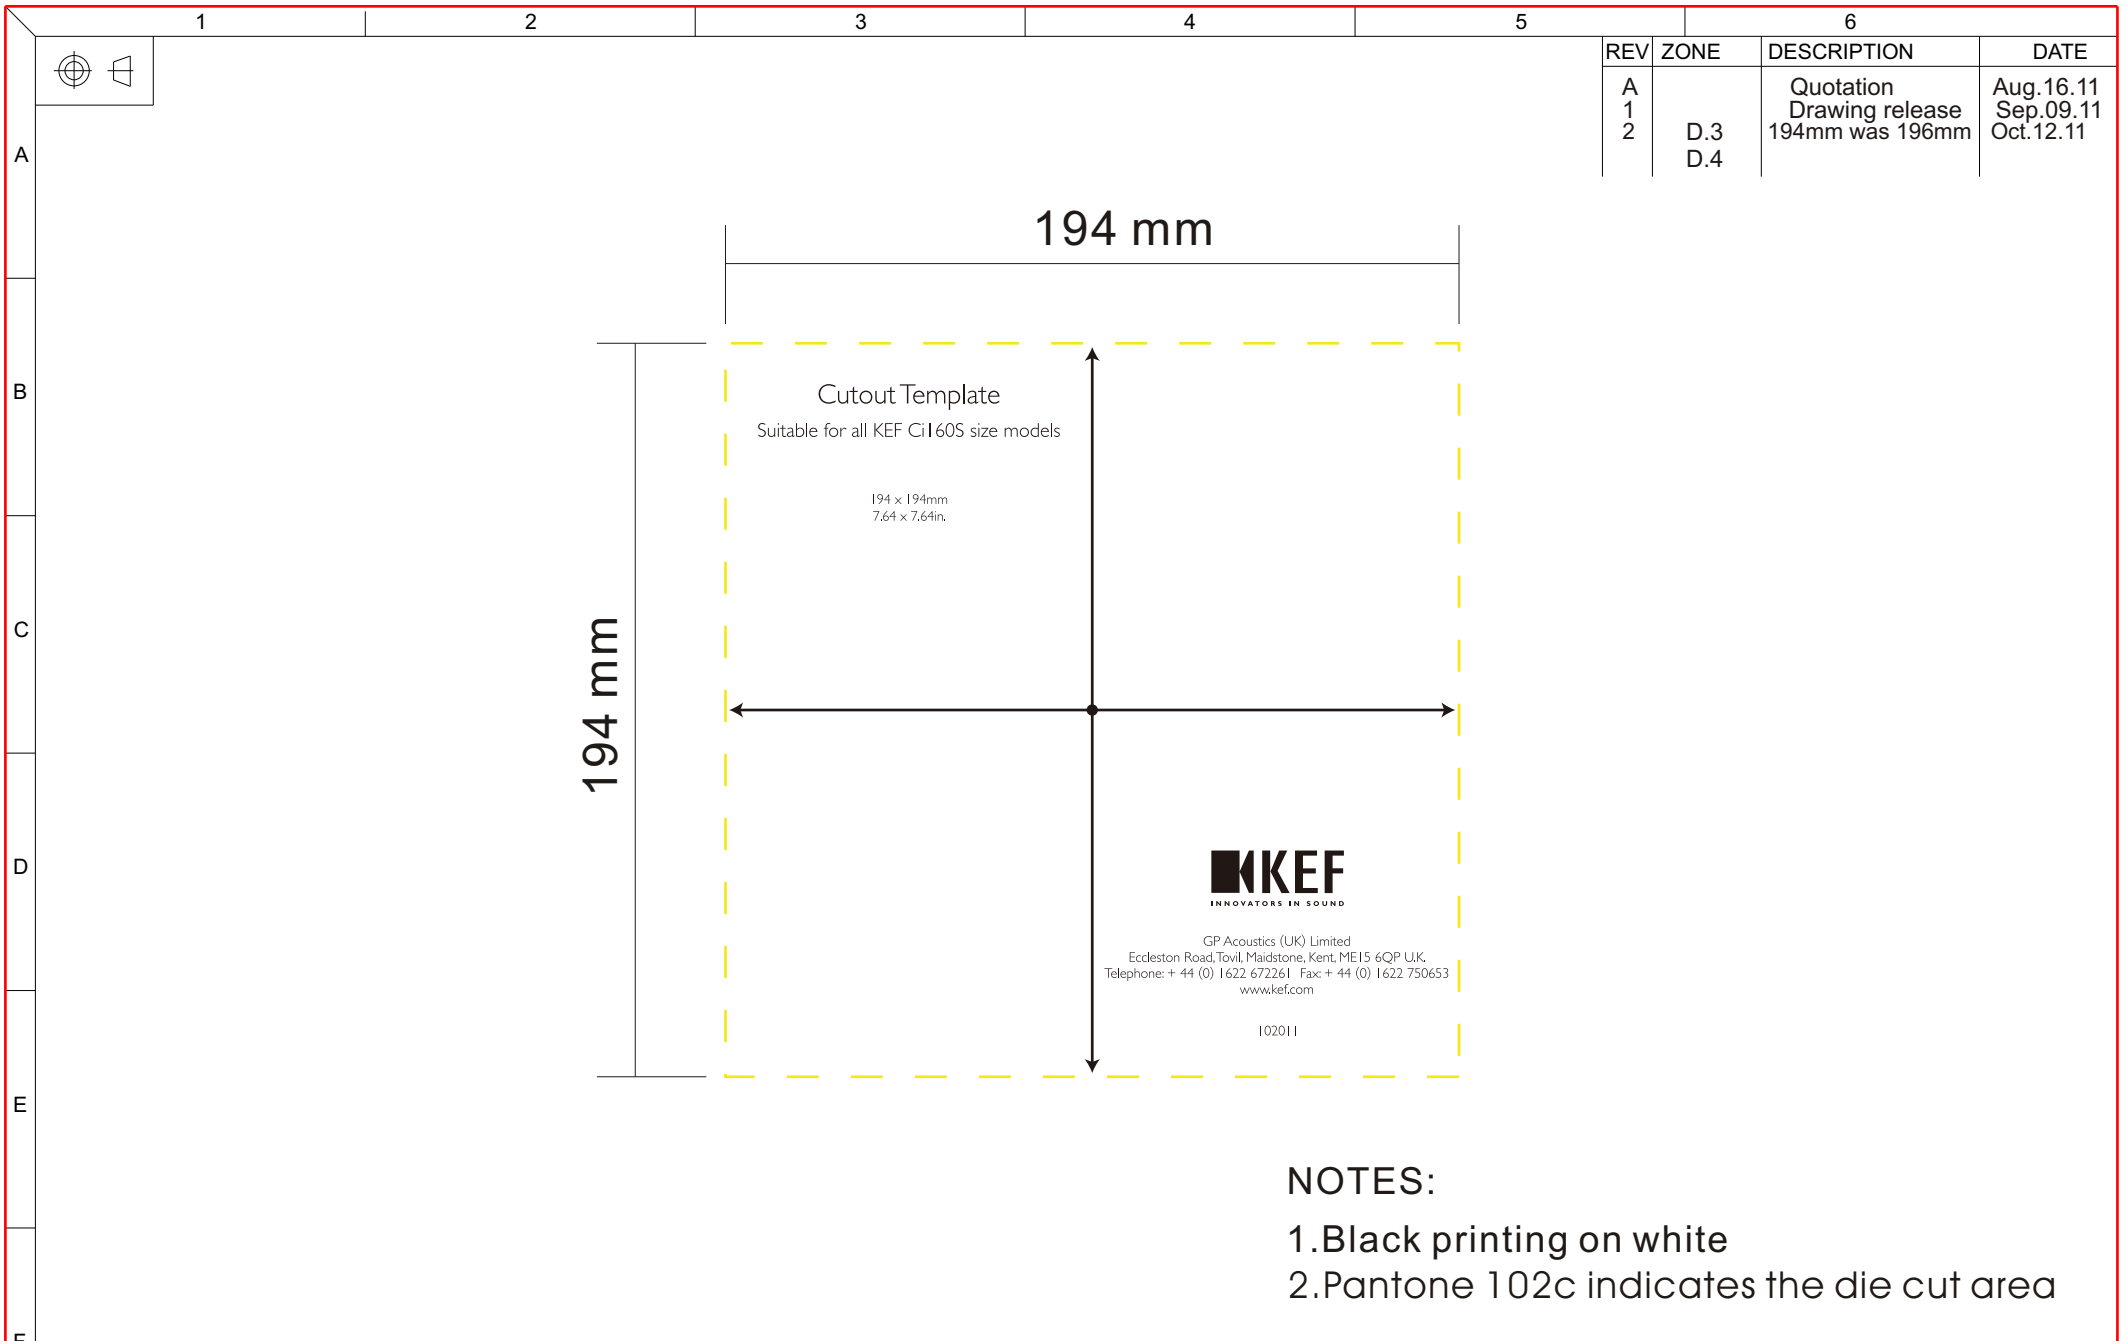 1 2 3 4 5 6
REV ZONE DESCRIPTION DATE
A Quotation Aug.16.11
1 Drawing release Sep.09.11
2 D.3 194mm was 196mm Oct.12.11
D.4
A
194 mm
B
Cutout Template
Suitable for all KEF Ci160S size models
194 x 194mm
7.64 x 7.64in.
C
194 mm
D
KEF
INNOVATORS IN SOUND
GP Acoustics (UK) Limited
Eccleston Road, Tovil, Maidstone, Kent, ME15 6QP U.K.
Telephone: + 44 (0) 1622 672261 Fax: + 44 (0) 1622 750653
www.kef.com
102011
E
NOTES:
1.Black printing on white
2.Pantone 102c indicates the die cut area